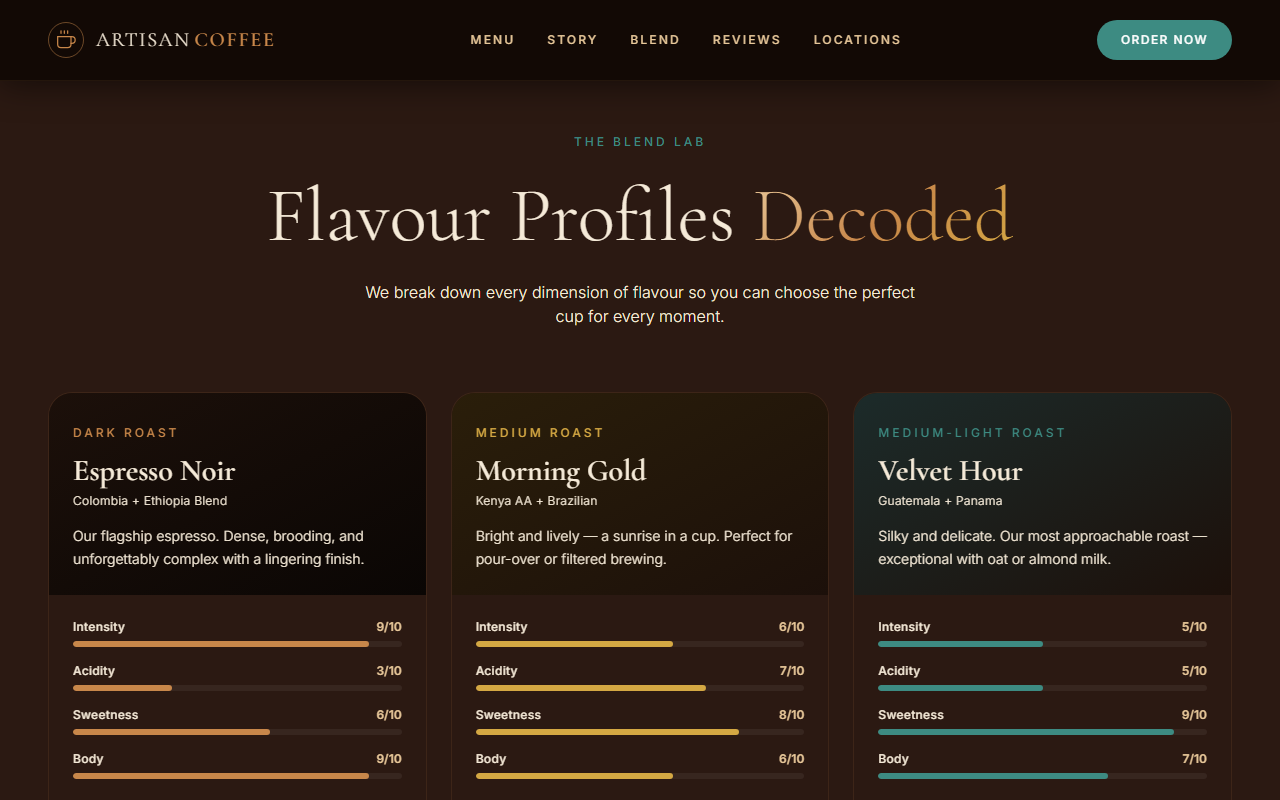 ARTISAN COFFEE
MENU
STORY
BLEND
REVIEWS
LOCATIONS
ORDER NOW
THE BLEND LAB
Flavour Profiles Decoded
We break down every dimension of flavour so you can choose the perfect
cup for every moment.
DARK ROAST
Espresso Noir
Colombia + Ethiopia Blend
Our flagship espresso. Dense, brooding, and
unforgettably complex with a lingering finish.
Intensity 9/10
Acidity 3/10
Sweetness 6/10
Body 9/10
MEDIUM ROAST
Morning Gold
Kenya AA + Brazilian
Bright and lively — a sunrise in a cup. Perfect for
pour-over or filtered brewing.
Intensity 6/10
Acidity 7/10
Sweetness 8/10
Body 6/10
MEDIUM-LIGHT ROAST
Velvet Hour
Guatemala + Panama
Silky and delicate. Our most approachable roast —
exceptional with oat or almond milk.
Intensity 5/10
Acidity 5/10
Sweetness 9/10
Body 7/10